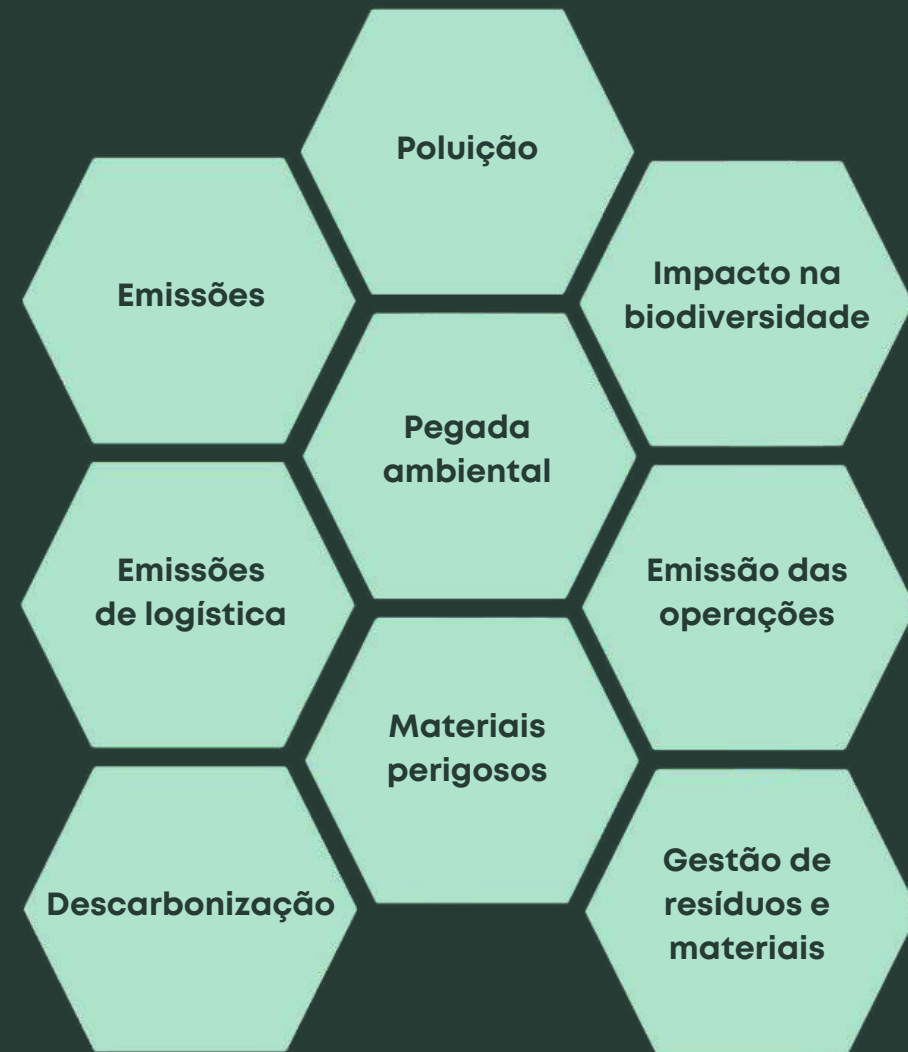 Poluição
Emissões
Impacto na
biodiversidade
Pegada
ambiental
Emissões
de logística
Emissão das
operações
Materiais
perigosos
Descarbonização
Gestão de
resíduos e
materiais